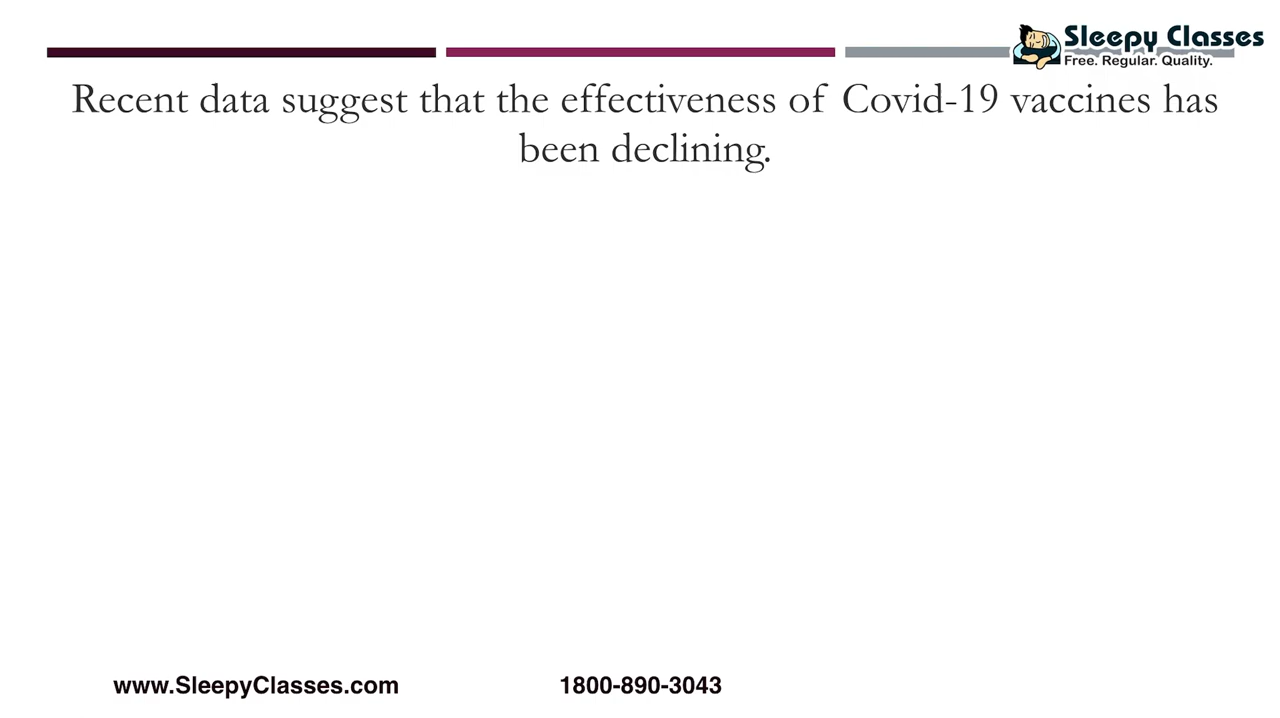 Sleepy Classes
Free. Regular. Quality.
Recent data suggest that the effectiveness of Covid-19 vaccines has
been declining.
www.SleepyClasses.com
1800-890-3043